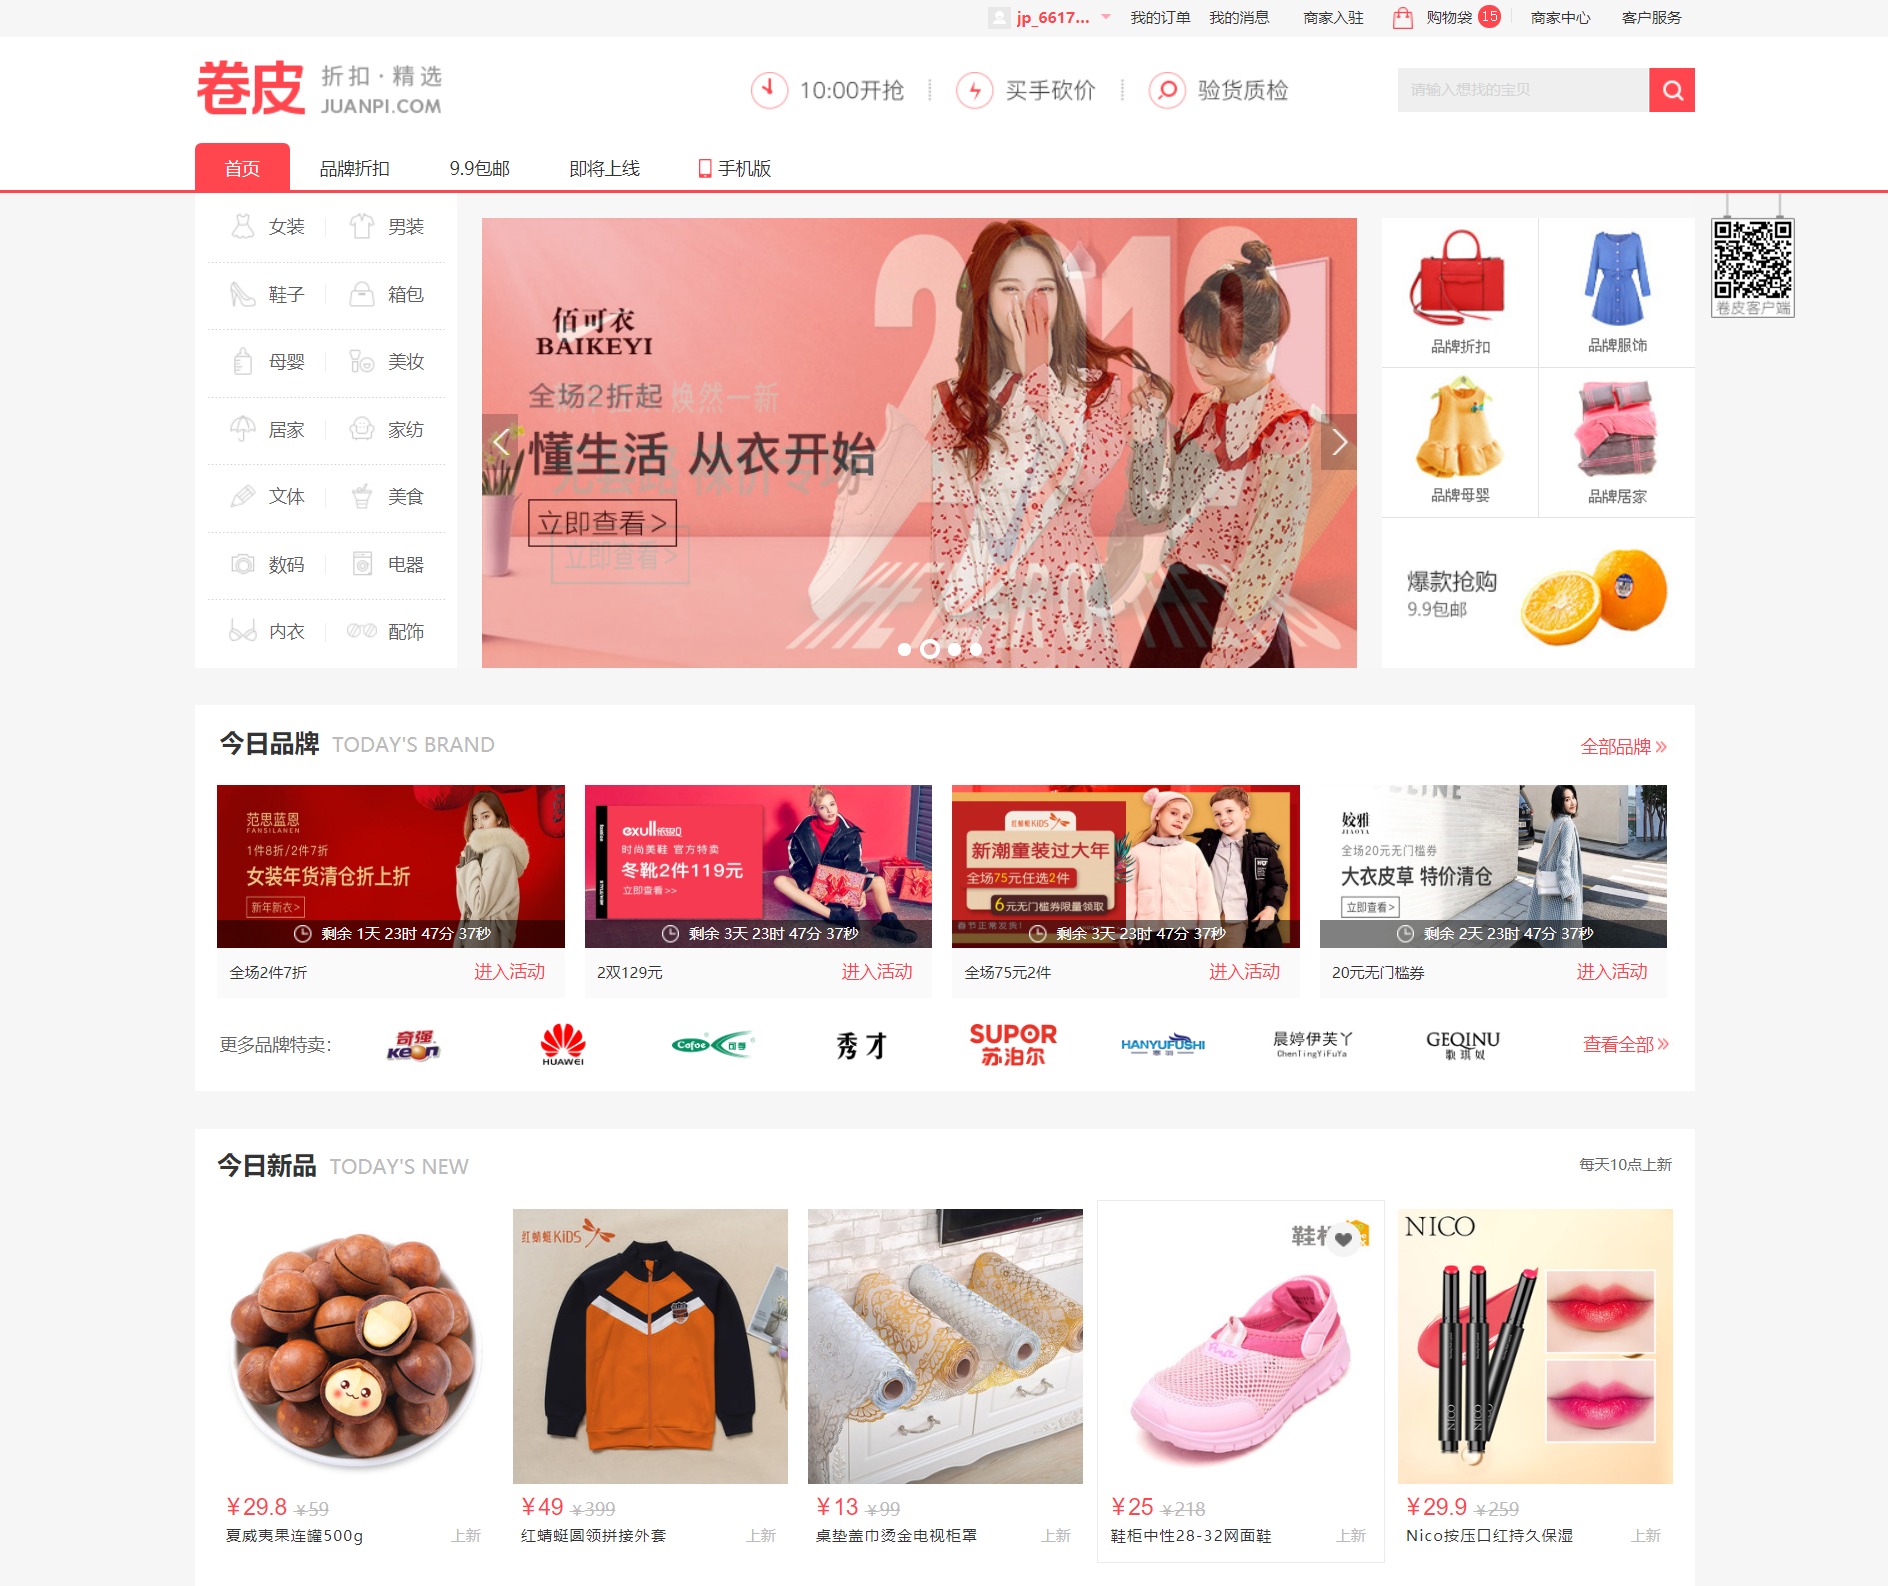 jp_6617... 我的订单 我的消息 商家入驻 购物袋 15 商家中心 客户服务
卷皮 折扣·精选
JUANPI.COM
10:00开抢 买手砍价 验货质检
请输入想找的宝贝
首页 品牌折扣 9.9包邮 即将上线 手机版
女装 男装
鞋子 箱包
母婴 美妆
居家 家纺
文体 美食
数码 电器
内衣 配饰
佰可衣
BAIKEYI
全场2折起
焕然一新
懂生活 从衣开始
立即查看>
立即查看>
品牌折扣 品牌服饰
品牌母婴 品牌居家
爆款抢购
9.9包邮
卷皮客户端
今日品牌 TODAY'S BRAND 全部品牌»
范思蓝恩
FANSILANEN
1件8折/2件7折
女装年货清仓折上折
新年新衣>
剩余 1天 23时 47分 37秒
全场2件7折 进入活动
exull依思Q
时尚美鞋 官方特卖
冬靴2件119元
立即查看>>
剩余 3天 23时 47分 37秒
2双129元 进入活动
红蜻蜓KIDS
新潮童装过大年
全场75元任选2件
6元无门槛券限量领取
春节正常发货!
剩余 3天 23时 47分 37秒
全场75元2件 进入活动
姣雅
JIAOYA
全场20元无门槛券
大衣皮草 特价清仓
立即查看>
剩余 2天 23时 47分 37秒
20元无门槛券 进入活动
更多品牌特卖: 奇强 keon HUAWEI Cofoe 可孚 秀才 SUPOR 苏泊尔 HANYUFUSHI 寒羽 晨婷伊芙丫 ChenTingYiFuYa GEQINU 歌琪奴 查看全部»
今日新品 TODAY'S NEW 每天10点上新
红蜻蜓KIDS
鞋柜
NICO
NICO
NICO
¥29.8 ¥59
夏威夷果连罐500g 上新
¥49 ¥399
红蜻蜓圆领拼接外套 上新
¥13 ¥99
桌垫盖巾烫金电视柜罩 上新
¥25 ¥218
鞋柜中性28-32网面鞋 上新
¥29.9 ¥259
Nico按压口红持久保湿 上新